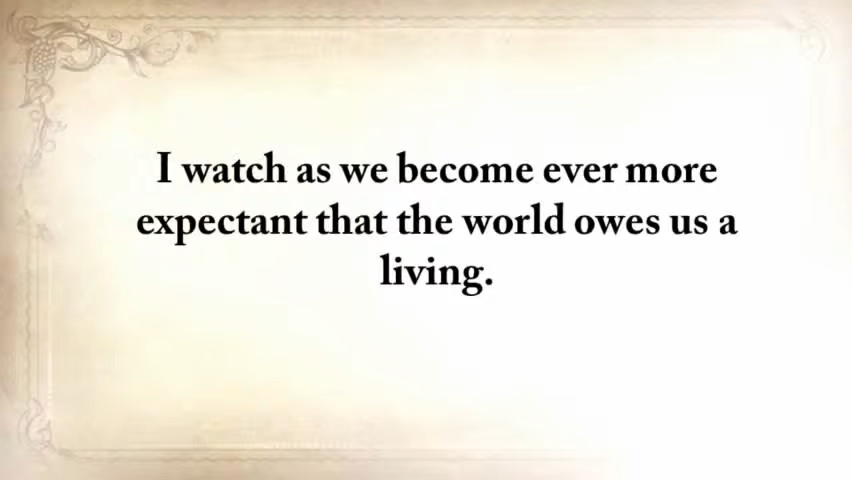 I watch as we become ever more
expectant that the world owes us a
living.